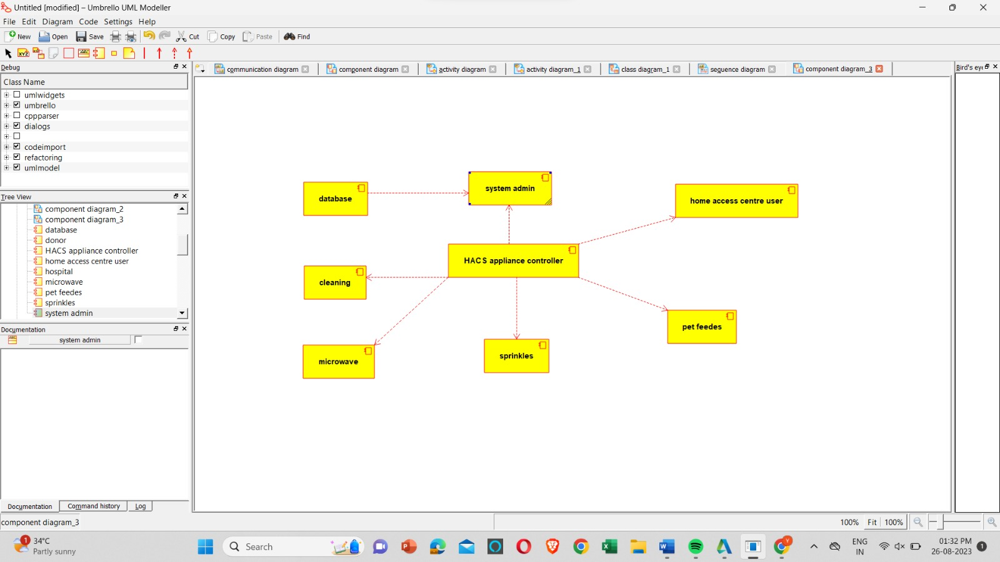 Untitled [modified] – Umbrello UML Modeller
File Edit Diagram Code Settings Help
New Open Save Cut Copy Paste Find
XYZ
Debug
Class Name
umlwidgets
umbrello
cppparser
dialogs
codeimport
refactoring
umlmodel
Tree View
component diagram_2
component diagram_3
database
donor
HACS appliance controller
home access centre user
hospital
microwave
pet feedes
sprinkles
system admin
Documentation
system admin
Documentation Command history Log
component diagram_3
communication diagram component diagram activity diagram activity diagram_1 class diagram_1 sequence diagram component diagram_3
Bird's eye
database
system admin
home access centre user
HACS appliance controller
cleaning
pet feedes
microwave
sprinkles
100% Fit 100%
1
34°C
Partly sunny
Search
ENG
IN
01:32 PM
26-08-2023
1